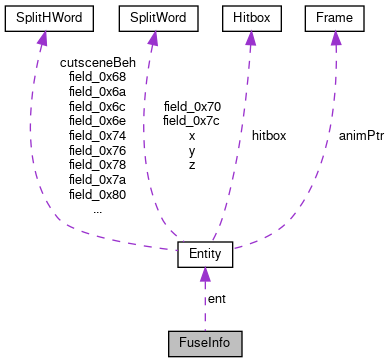 SplitHWord
SplitWord
Hitbox
Frame
cutsceneBeh
field_0x68
field_0x6a
field_0x6c
field_0x6e
field_0x74
field_0x76
field_0x78
field_0x7a
field_0x80
...
field_0x70
field_0x7c
x
y
z
hitbox
animPtr
Entity
ent
FuseInfo